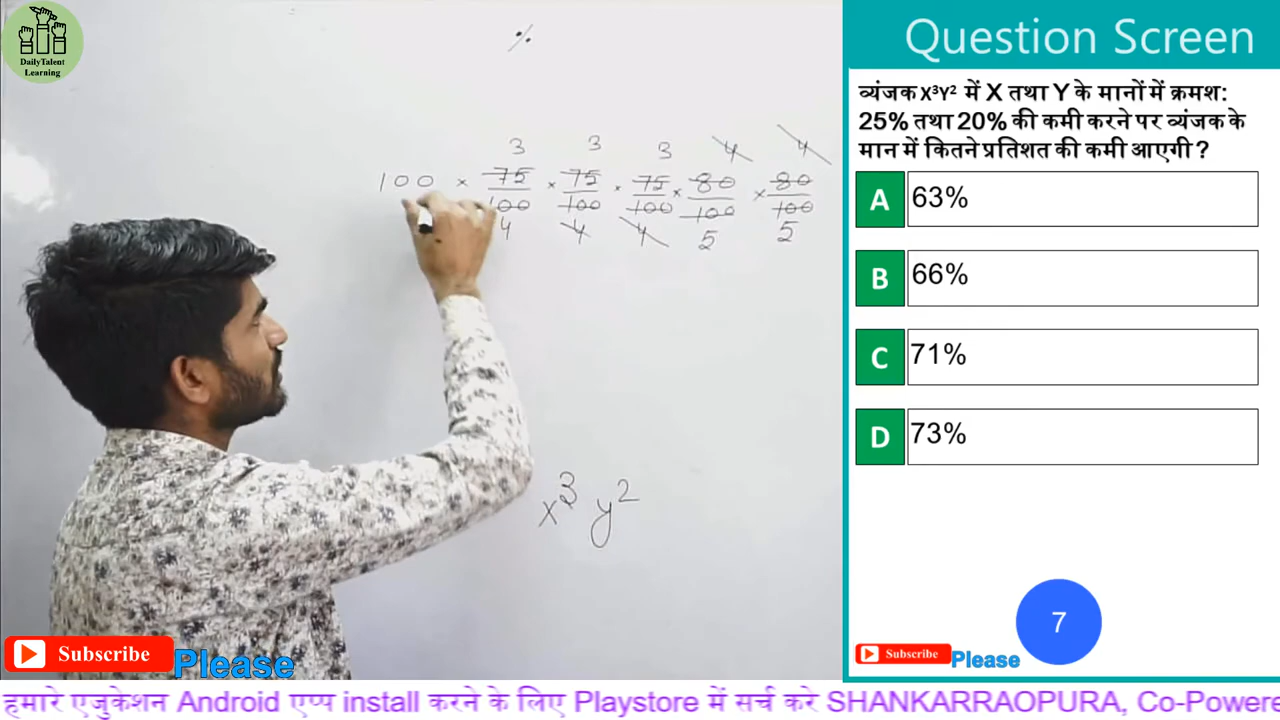 DailyTalent
Learning
%
3 3 3 4 4
100 × 75/100 × 75/100 × 75/100 × 80/100 × 80/100
4 4 4 5 5
x³ y²
Question Screen
व्यंजक X³Y² में X तथा Y के मानों में क्रमश:
25% तथा 20% की कमी करने पर व्यंजक के
मान में कितने प्रतिशत की कमी आएगी ?
A 63%
B 66%
C 71%
D 73%
7
Subscribe Please
Subscribe Please
हमारे एजुकेशन Android एप्प install करने के लिए Playstore में सर्च करे SHANKARRAOPURA, Co-Powere